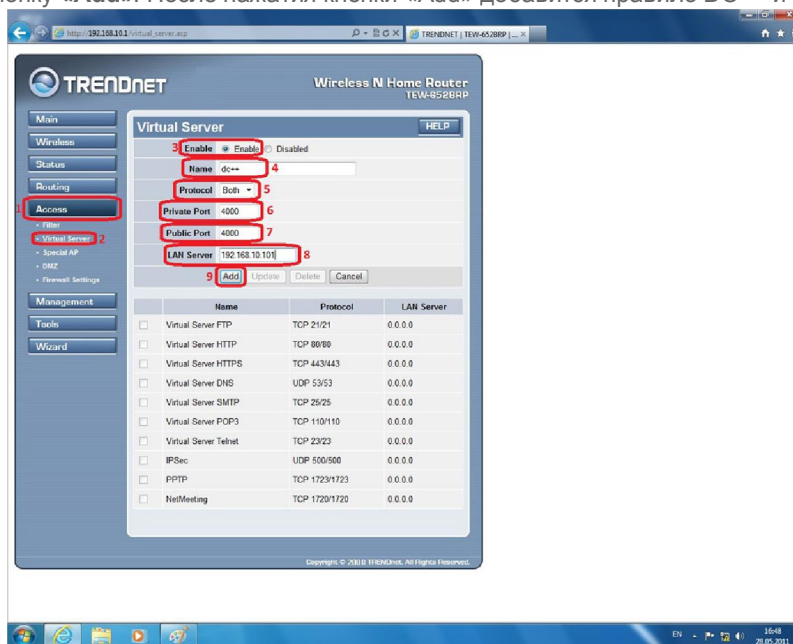 кнопку «Add». После нажатия кнопки «Add» добавится правило DC++ и
http://192.168.10.1/virtual_server.asp
TRENDNET | TEW-652BRP | ...
TRENDNET
Wireless N Home Router
TEW-652BRP
Main
Wireless
Status
Routing
1 Access
• Filter
• Virtual Server 2
• Special AP
• DMZ
• Firewall Settings
Management
Tools
Wizard
Virtual Server
HELP
3 Enable Enable Disabled
Name dc++ 4
Protocol Both 5
Private Port 4000 6
Public Port 4000 7
LAN Server 192.168.10.101 8
9 Add Update Delete Cancel
Name Protocol LAN Server
Virtual Server FTP TCP 21/21 0.0.0.0
Virtual Server HTTP TCP 80/80 0.0.0.0
Virtual Server HTTPS TCP 443/443 0.0.0.0
Virtual Server DNS UDP 53/53 0.0.0.0
Virtual Server SMTP TCP 25/25 0.0.0.0
Virtual Server POP3 TCP 110/110 0.0.0.0
Virtual Server Telnet TCP 23/23 0.0.0.0
IPSec UDP 500/500 0.0.0.0
PPTP TCP 1723/1723 0.0.0.0
NetMeeting TCP 1720/1720 0.0.0.0
Copyright © 2008 TRENDnet. All Rights Reserved.
EN
16:48
28.05.2011